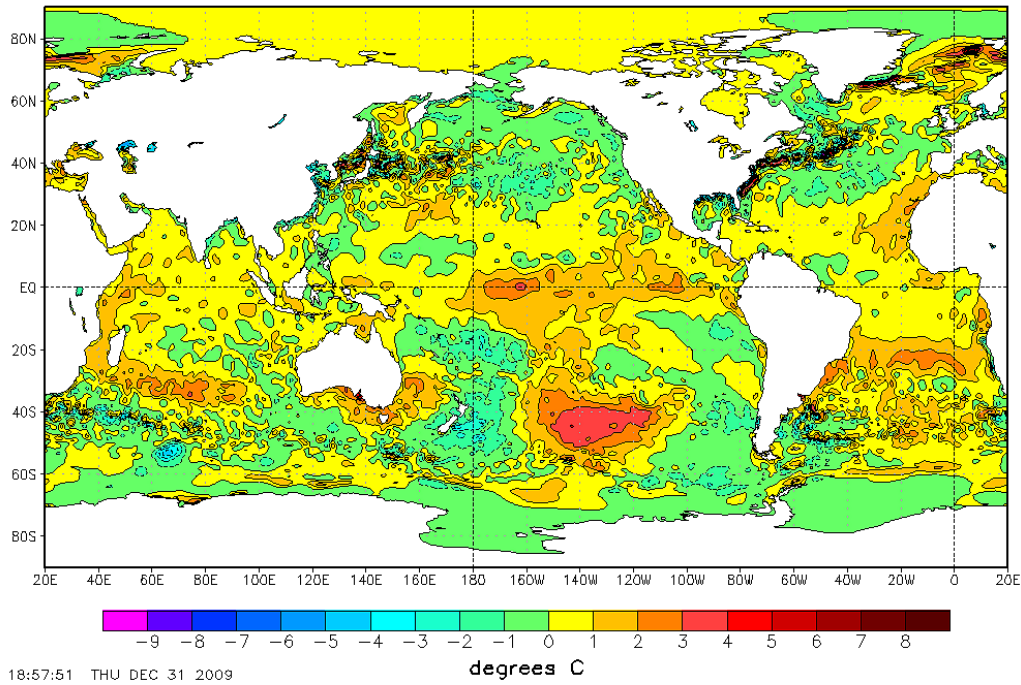 80N
60N
40N
20N
EQ
20S
40S
60S
80S
20E 40E 60E 80E 100E 120E 140E 160E 180 160W 140W 120W 100W 80W 60W 40W 20W 0 20E
-9 -8 -7 -6 -5 -4 -3 -2 -1 0 1 2 3 4 5 6 7 8
degrees C
18:57:51 THU DEC 31 2009